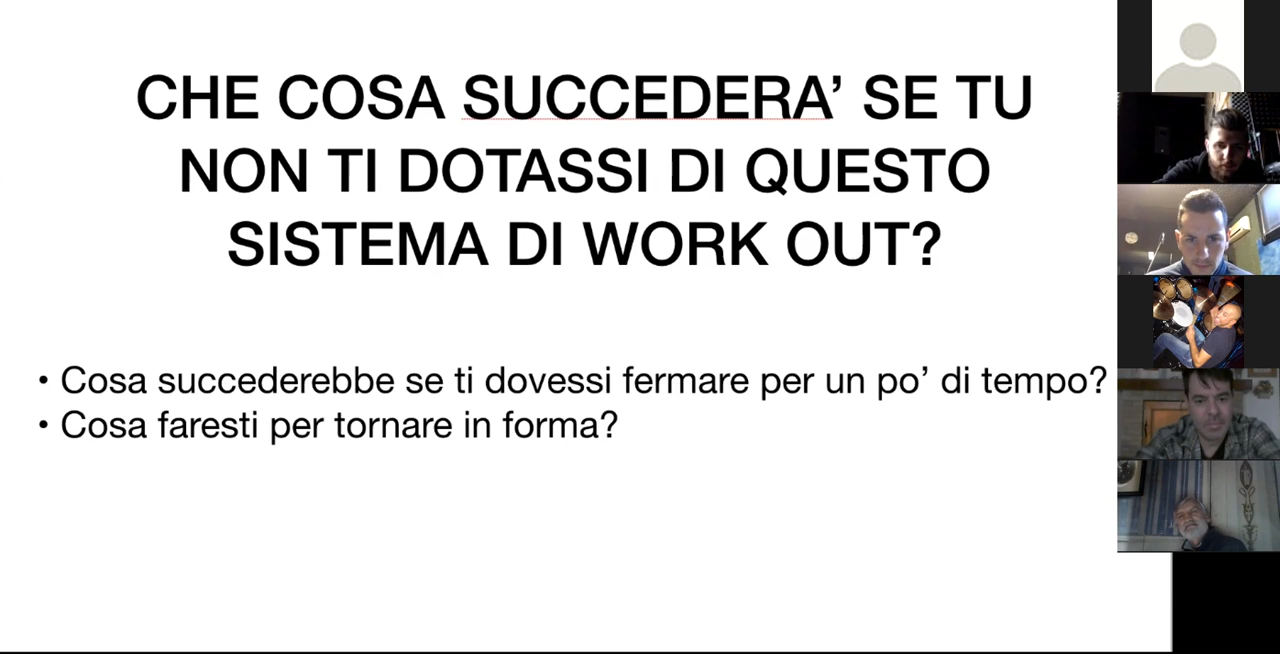 CHE COSA SUCCEDERA’ SE TU
NON TI DOTASSI DI QUESTO
SISTEMA DI WORK OUT?
• Cosa succederebbe se ti dovessi fermare per un po’ di tempo?
• Cosa faresti per tornare in forma?